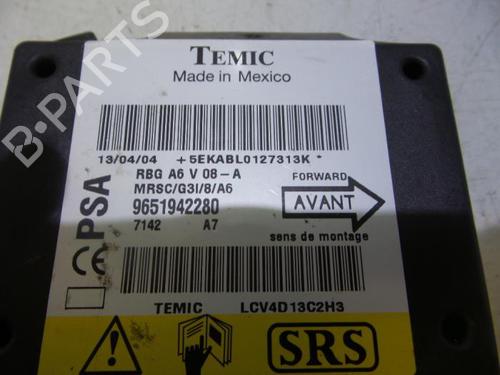 TEMIC
Made in Mexico
13/04/04 +5EKABL0127313K*
RBG A6 V 08-A
MRSC/G3I/8/A6
9651942280
7142 A7
FORWARD
AVANT
sens de montage
CE PSA
TEMIC LCV4D13C2H3
SRS
B-PARTS